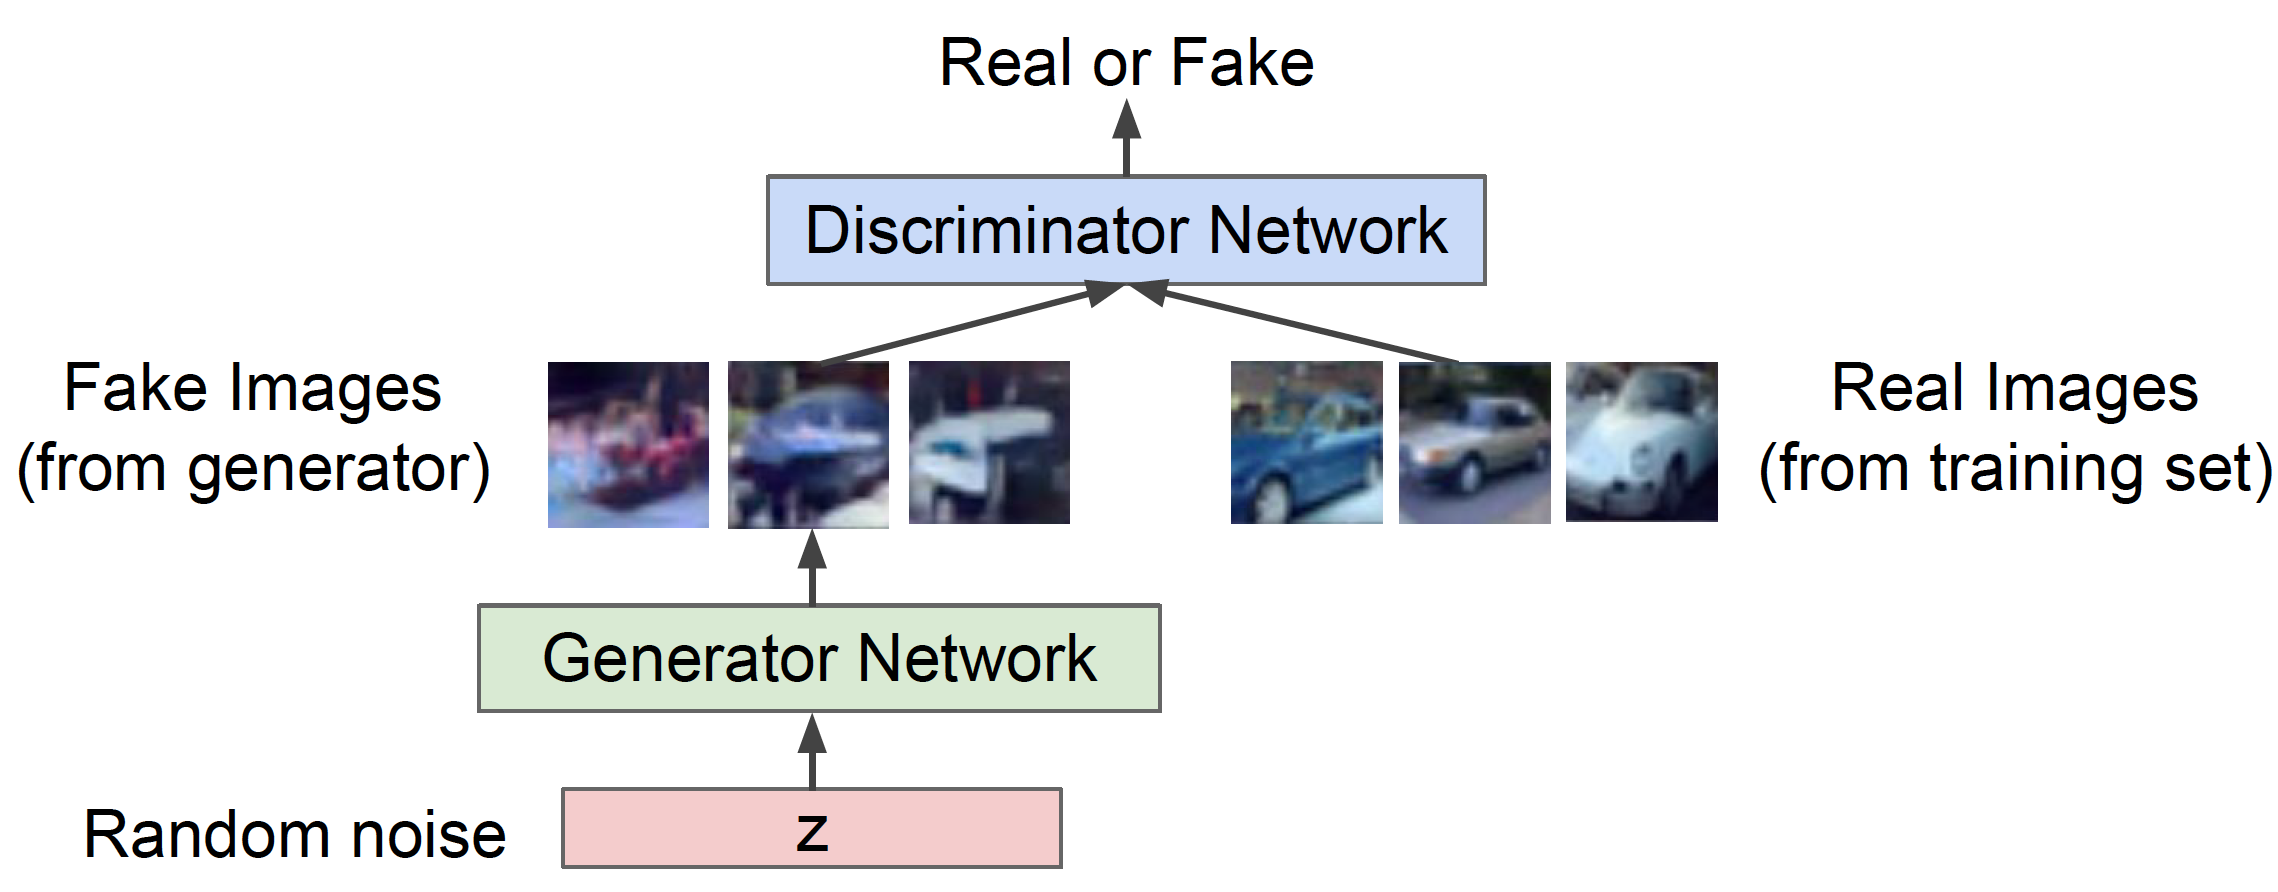 Real or Fake
Discriminator Network
Fake Images
(from generator)
Real Images
(from training set)
Generator Network
Random noise
z